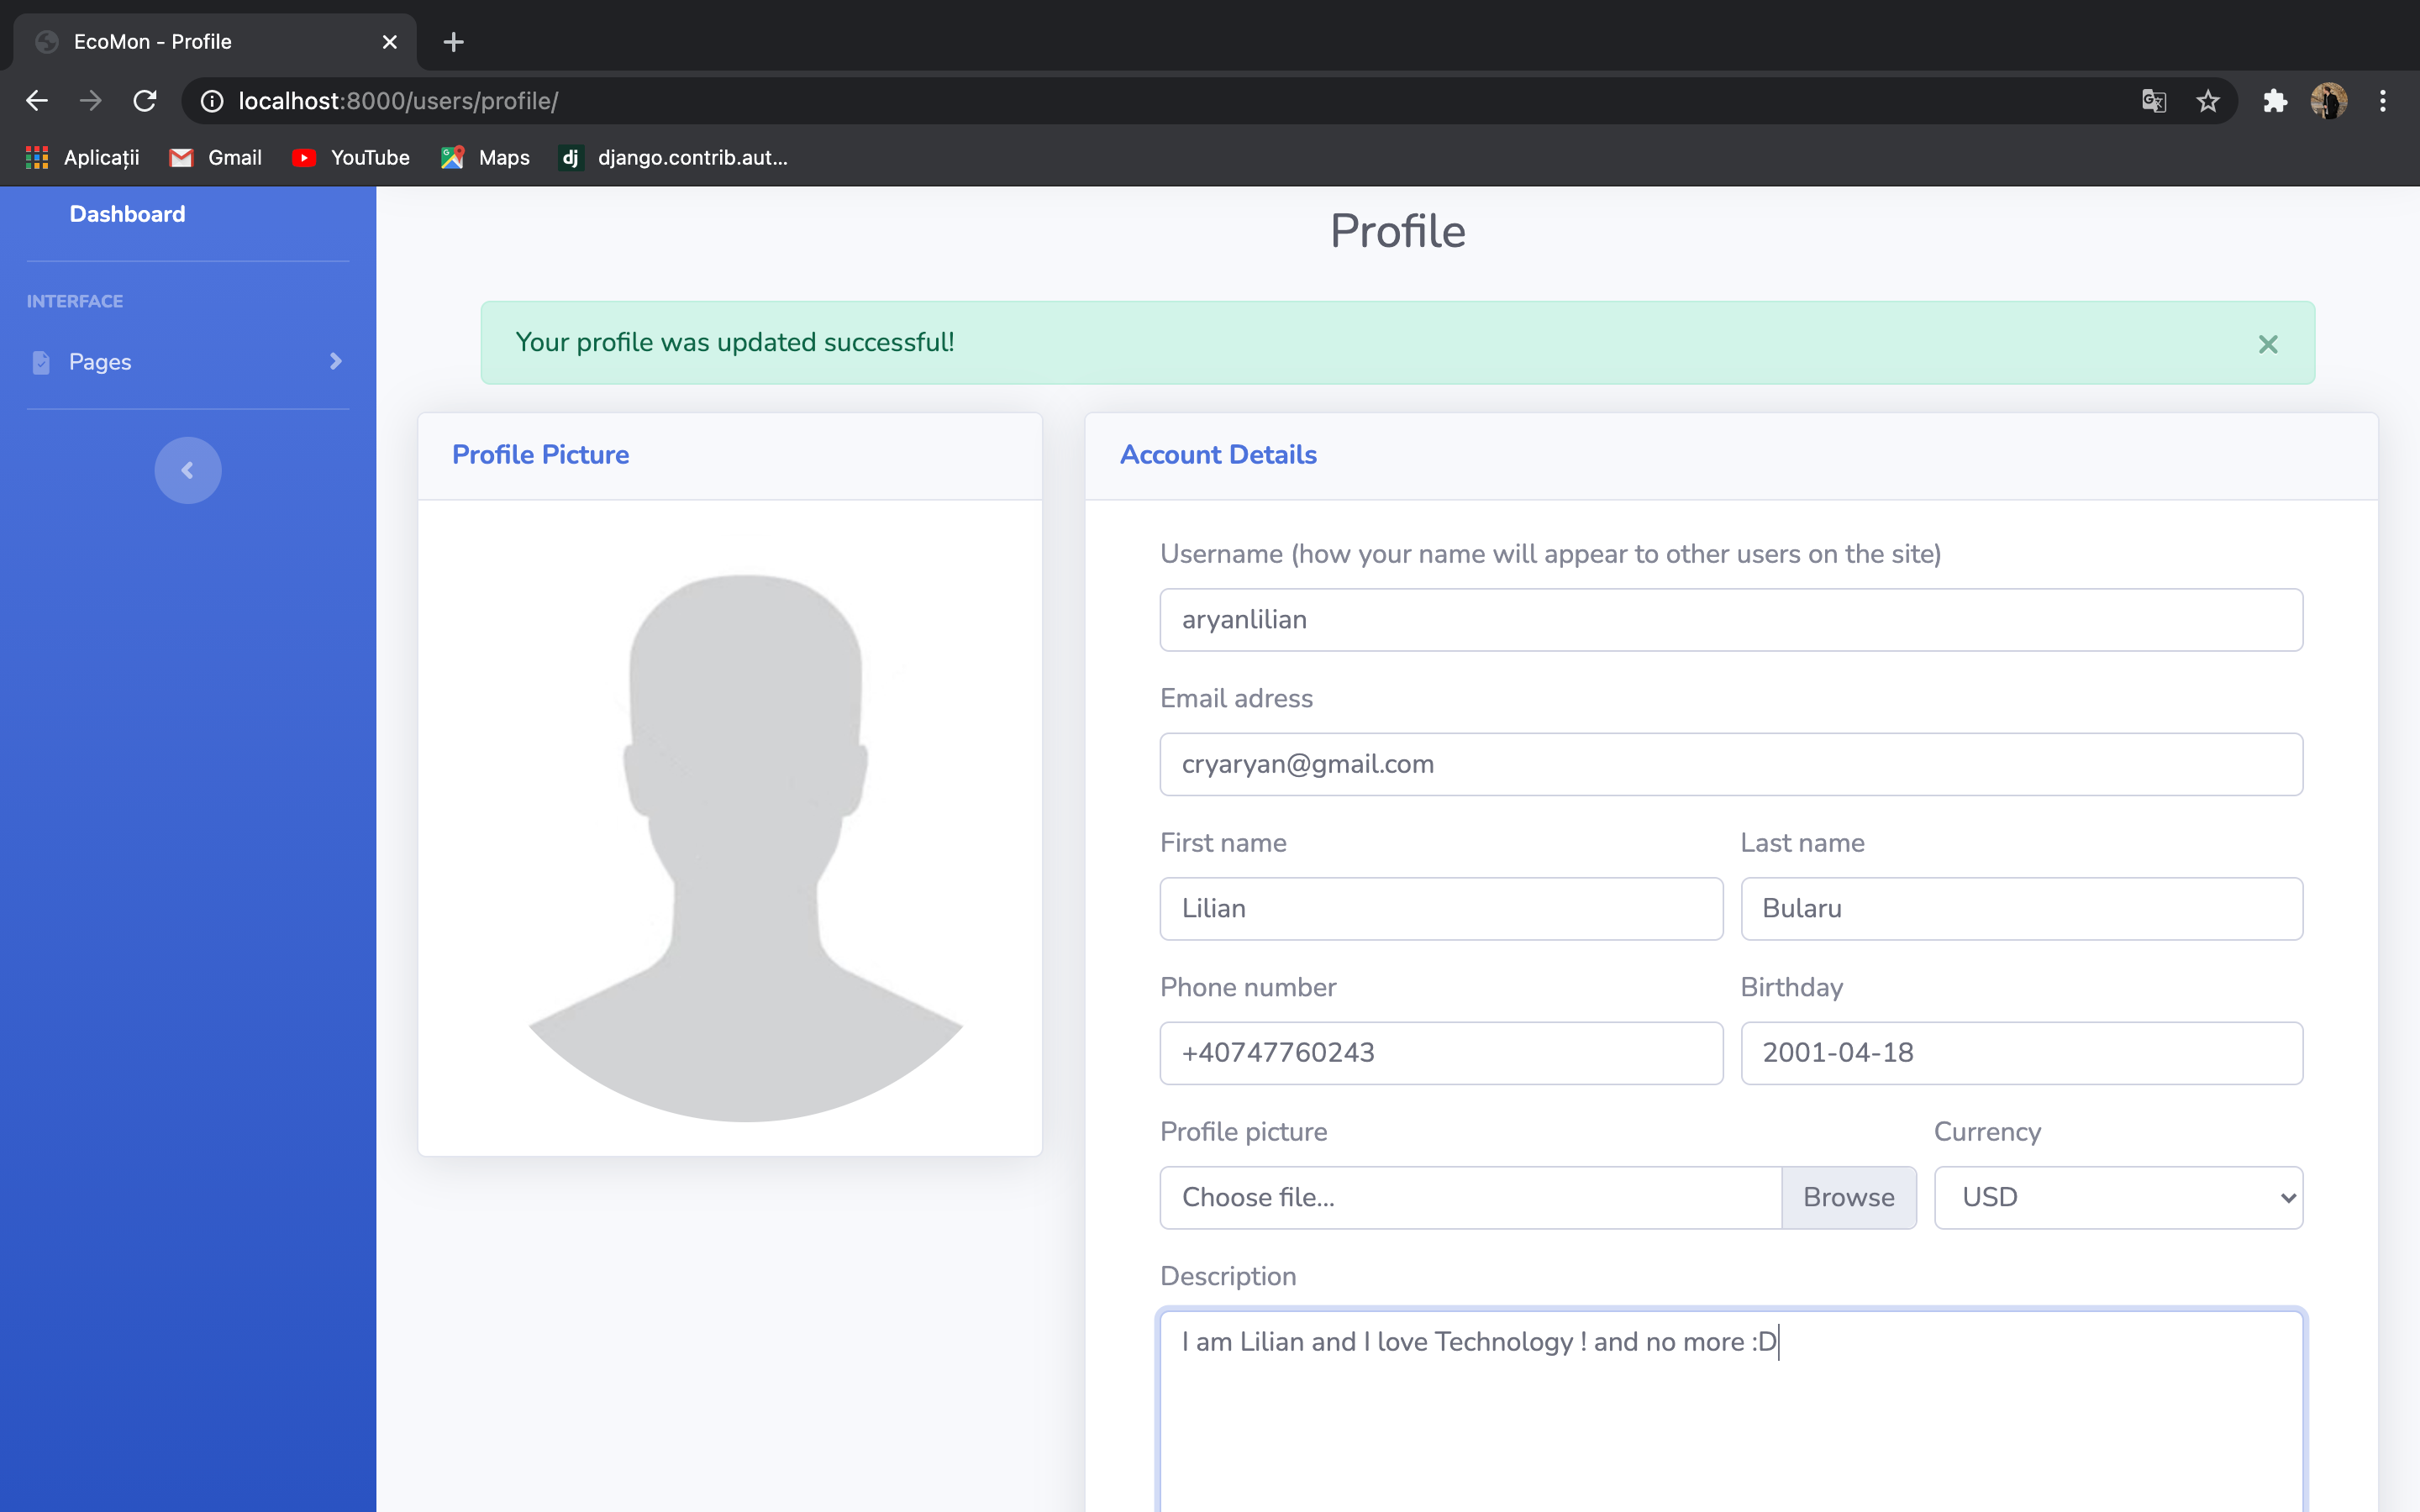 EcoMon - Profile
localhost:8000/users/profile/
Aplicații Gmail YouTube Maps dj django.contrib.aut...
Dashboard
INTERFACE
Pages
Profile
Your profile was updated successful!
Profile Picture
Account Details
Username (how your name will appear to other users on the site)
aryanlilian
Email adress
cryaryan@gmail.com
First name Last name
Lilian Bularu
Phone number Birthday
+40747760243 2001-04-18
Profile picture Currency
Choose file... Browse USD
Description
I am Lilian and I love Technology ! and no more :D